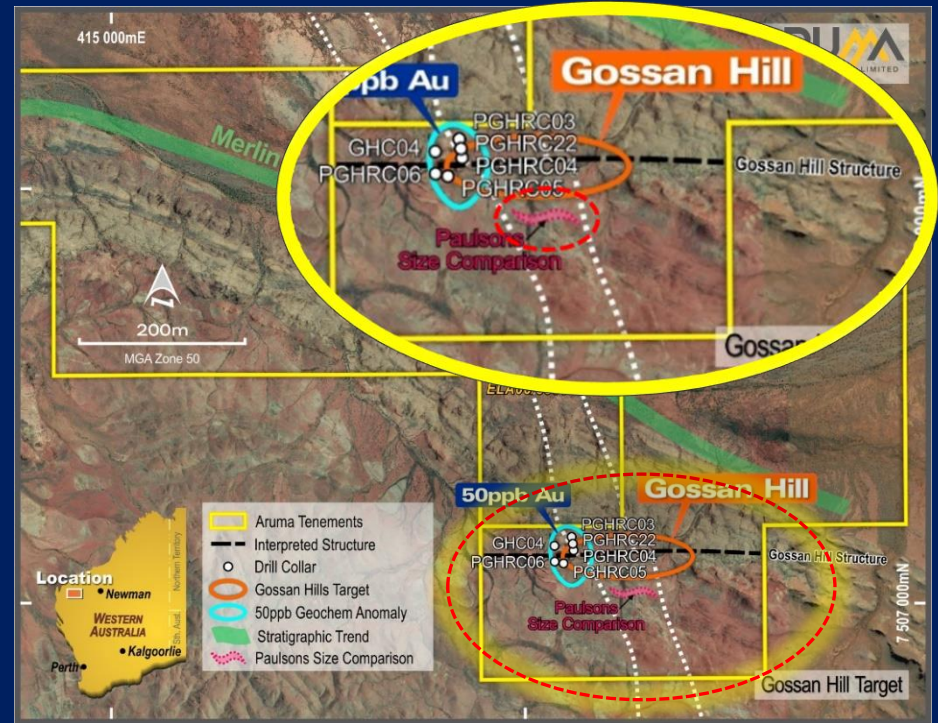 415 000mE
LIMITED
ppb Au
Gossan Hill
Merlin
PGHRC03
GHC04
PGHRC22
PGHRC06
PGHRC04
PGHRC05
Gossan Hill Structure
Paulsons
Size Comparison
200m
MGA Zone 50
50ppb Au
Gossan Hill
PGHRC03
GHC04
PGHRC22
PGHRC06
PGHRC04
PGHRC05
Gossan Hill Structure
Paulsons
Size Comparison
7 507 000mN
Gossan Hill Target
Aruma Tenements
Interpreted Structure
Drill Collar
Gossan Hills Target
50ppb Geochem Anomaly
Stratigraphic Trend
Paulsons Size Comparison
Location
Newman
WESTERN
AUSTRALIA
Kalgoorlie
Perth
Northern Territory
Sth. Aust.